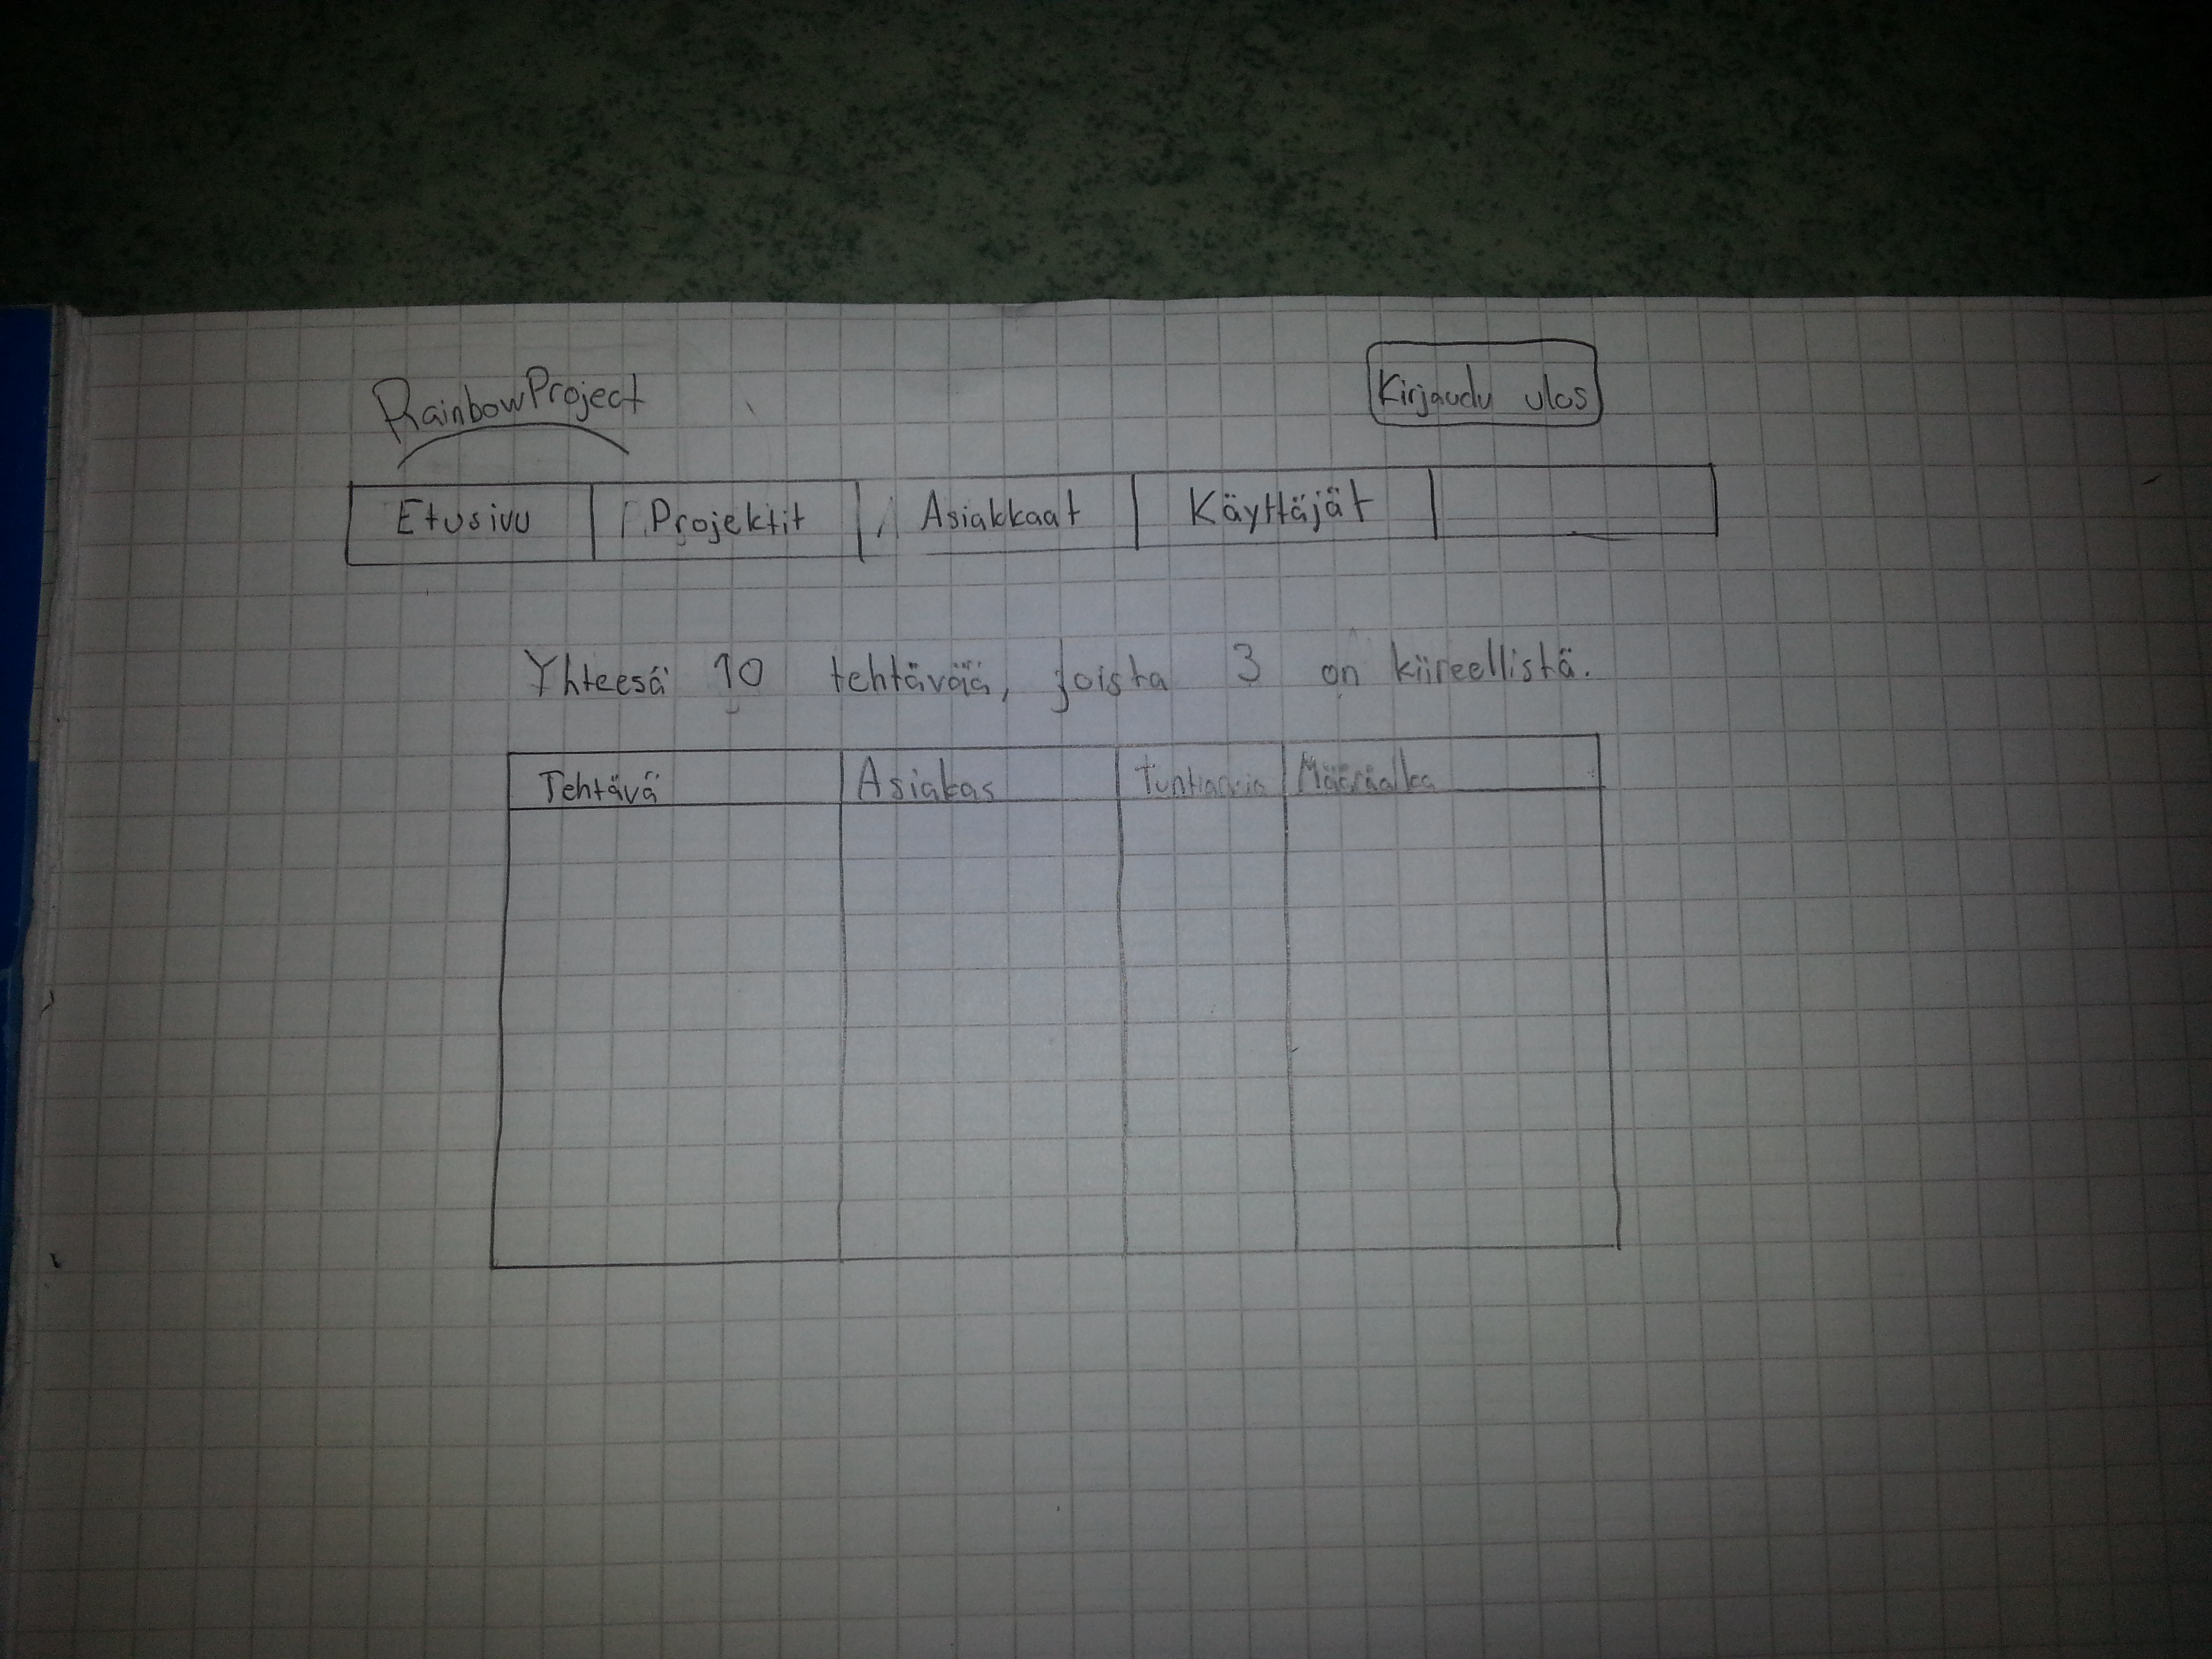 RainbowProject Kirjaudu ulos
Etusivu Projektit Asiakkaat Käyttäjät
Yhteesä 10 tehtävää, joista 3 on kiireellistä.
Tehtävä Asiakas Tuntiarvio Määräaika